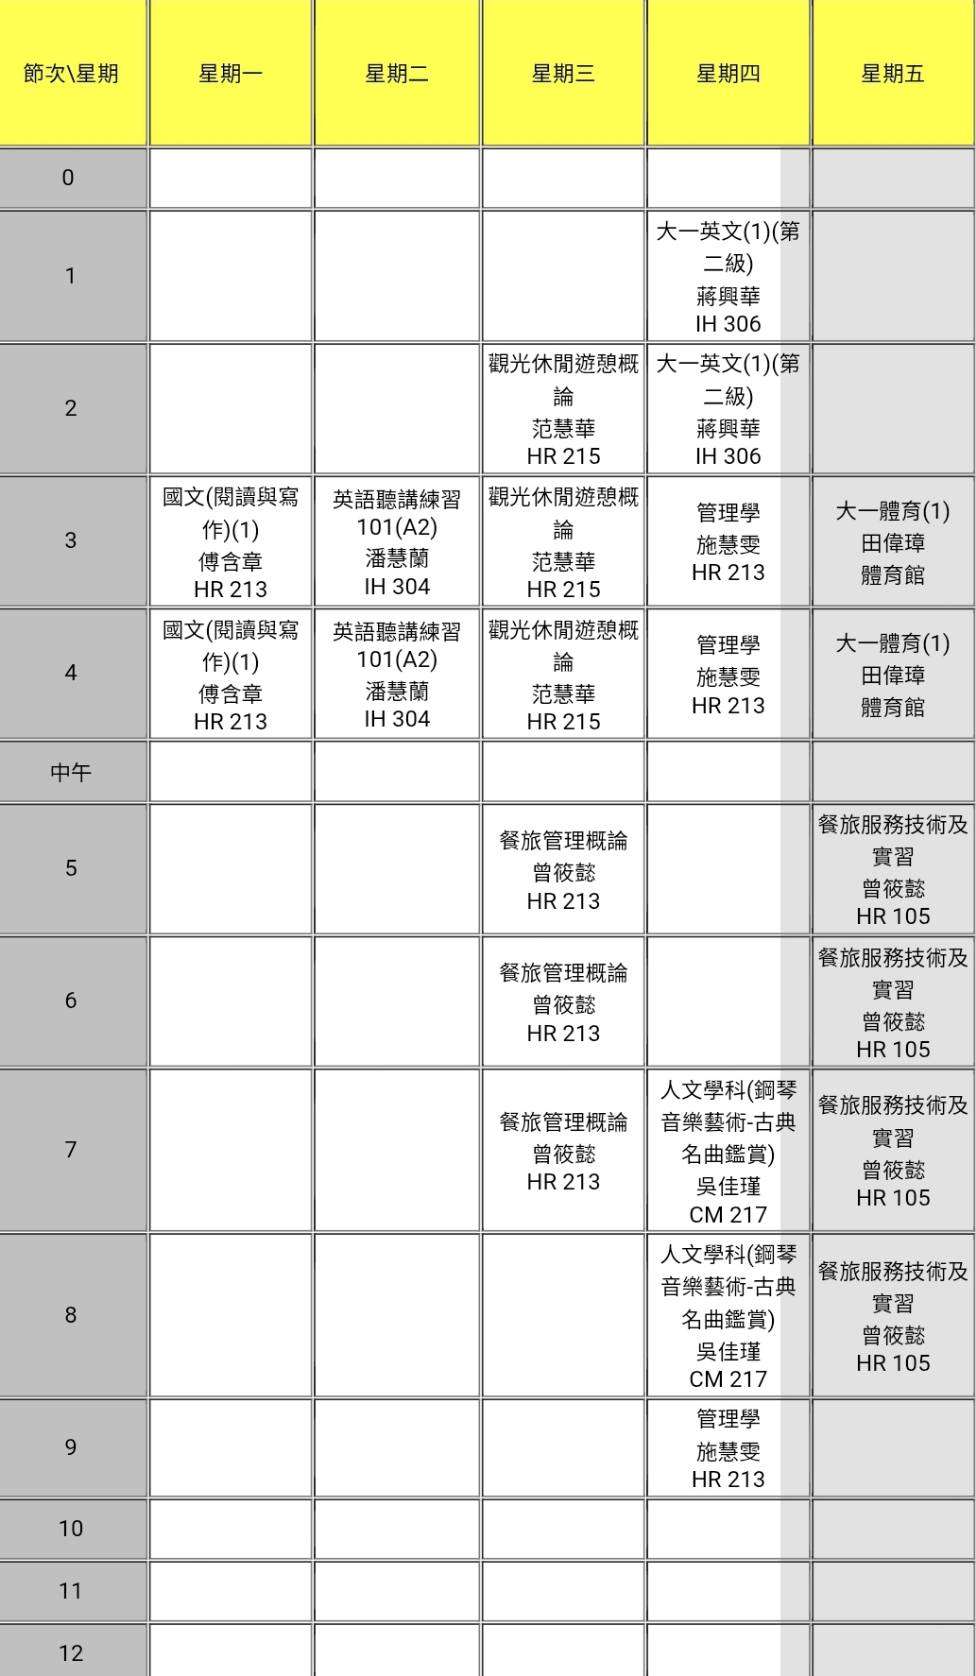 節次\星期 星期一 星期二 星期三 星期四 星期五
0
1
大一英文(1)(第
二級)
蔣興華
IH 306
2
觀光休閒遊憩概
論
范慧華
HR 215
大一英文(1)(第
二級)
蔣興華
IH 306
3
國文(閱讀與寫
作)(1)
傅含章
HR 213
英語聽講練習
101(A2)
潘慧蘭
IH 304
觀光休閒遊憩概
論
范慧華
HR 215
管理學
施慧雯
HR 213
大一體育(1)
田偉璋
體育館
4
國文(閱讀與寫
作)(1)
傅含章
HR 213
英語聽講練習
101(A2)
潘慧蘭
IH 304
觀光休閒遊憩概
論
范慧華
HR 215
管理學
施慧雯
HR 213
大一體育(1)
田偉璋
體育館
中午
5
餐旅管理概論
曾筱懿
HR 213
餐旅服務技術及
實習
曾筱懿
HR 105
6
餐旅管理概論
曾筱懿
HR 213
餐旅服務技術及
實習
曾筱懿
HR 105
7
餐旅管理概論
曾筱懿
HR 213
人文學科(鋼琴
音樂藝術-古典
名曲鑑賞)
吳佳瑾
CM 217
餐旅服務技術及
實習
曾筱懿
HR 105
8
人文學科(鋼琴
音樂藝術-古典
名曲鑑賞)
吳佳瑾
CM 217
餐旅服務技術及
實習
曾筱懿
HR 105
9
管理學
施慧雯
HR 213
10
11
12